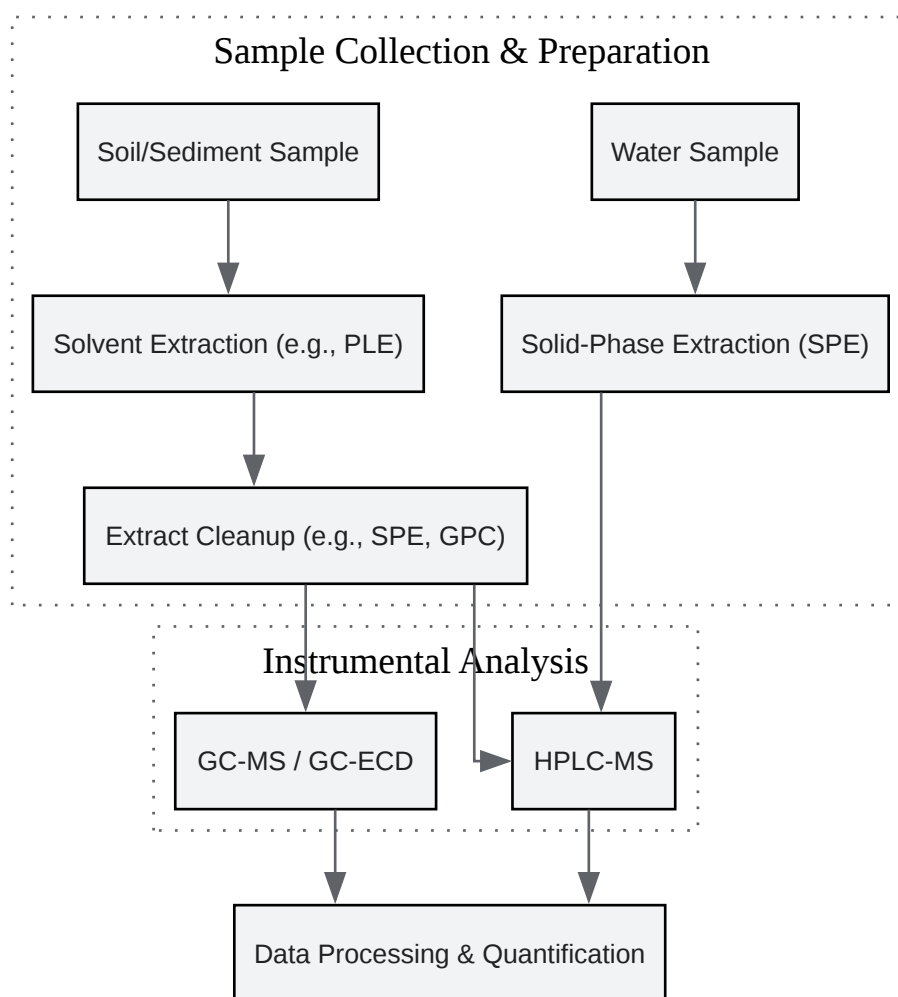 Sample Collection & Preparation
Soil/Sediment Sample
Water Sample
Solvent Extraction (e.g., PLE)
Solid-Phase Extraction (SPE)
Extract Cleanup (e.g., SPE, GPC)
Instrumental Analysis
GC-MS / GC-ECD
HPLC-MS
Data Processing & Quantification